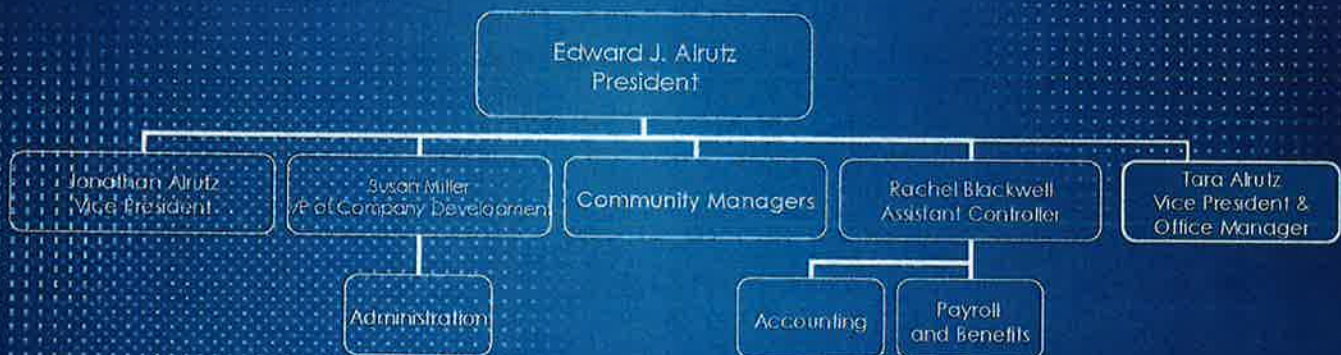 Edward J. Alrutz
President
Jonathan Alrutz
Vice President
Susan Miller
VP of Company Development
Community Managers
Rachel Blackwell
Assistant Controller
Tara Alrutz
Vice President &
Office Manager
Administration
Accounting
Payroll
and Benefits